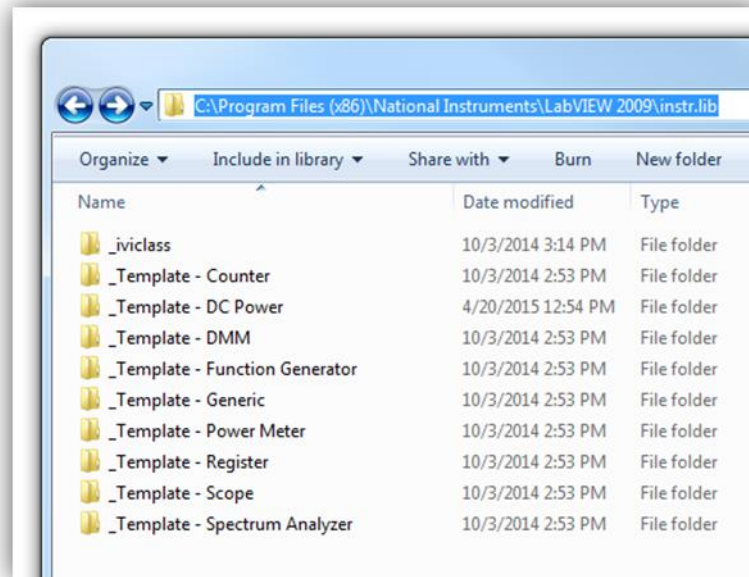 C:\Program Files (x86)\National Instruments\LabVIEW 2009\instr.lib
Organize Include in library Share with Burn New folder
Name Date modified Type
_iviclass 10/3/2014 3:14 PM File folder
_Template - Counter 10/3/2014 2:53 PM File folder
_Template - DC Power 4/20/2015 12:54 PM File folder
_Template - DMM 10/3/2014 2:53 PM File folder
_Template - Function Generator 10/3/2014 2:53 PM File folder
_Template - Generic 10/3/2014 2:53 PM File folder
_Template - Power Meter 10/3/2014 2:53 PM File folder
_Template - Register 10/3/2014 2:53 PM File folder
_Template - Scope 10/3/2014 2:53 PM File folder
_Template - Spectrum Analyzer 10/3/2014 2:53 PM File folder